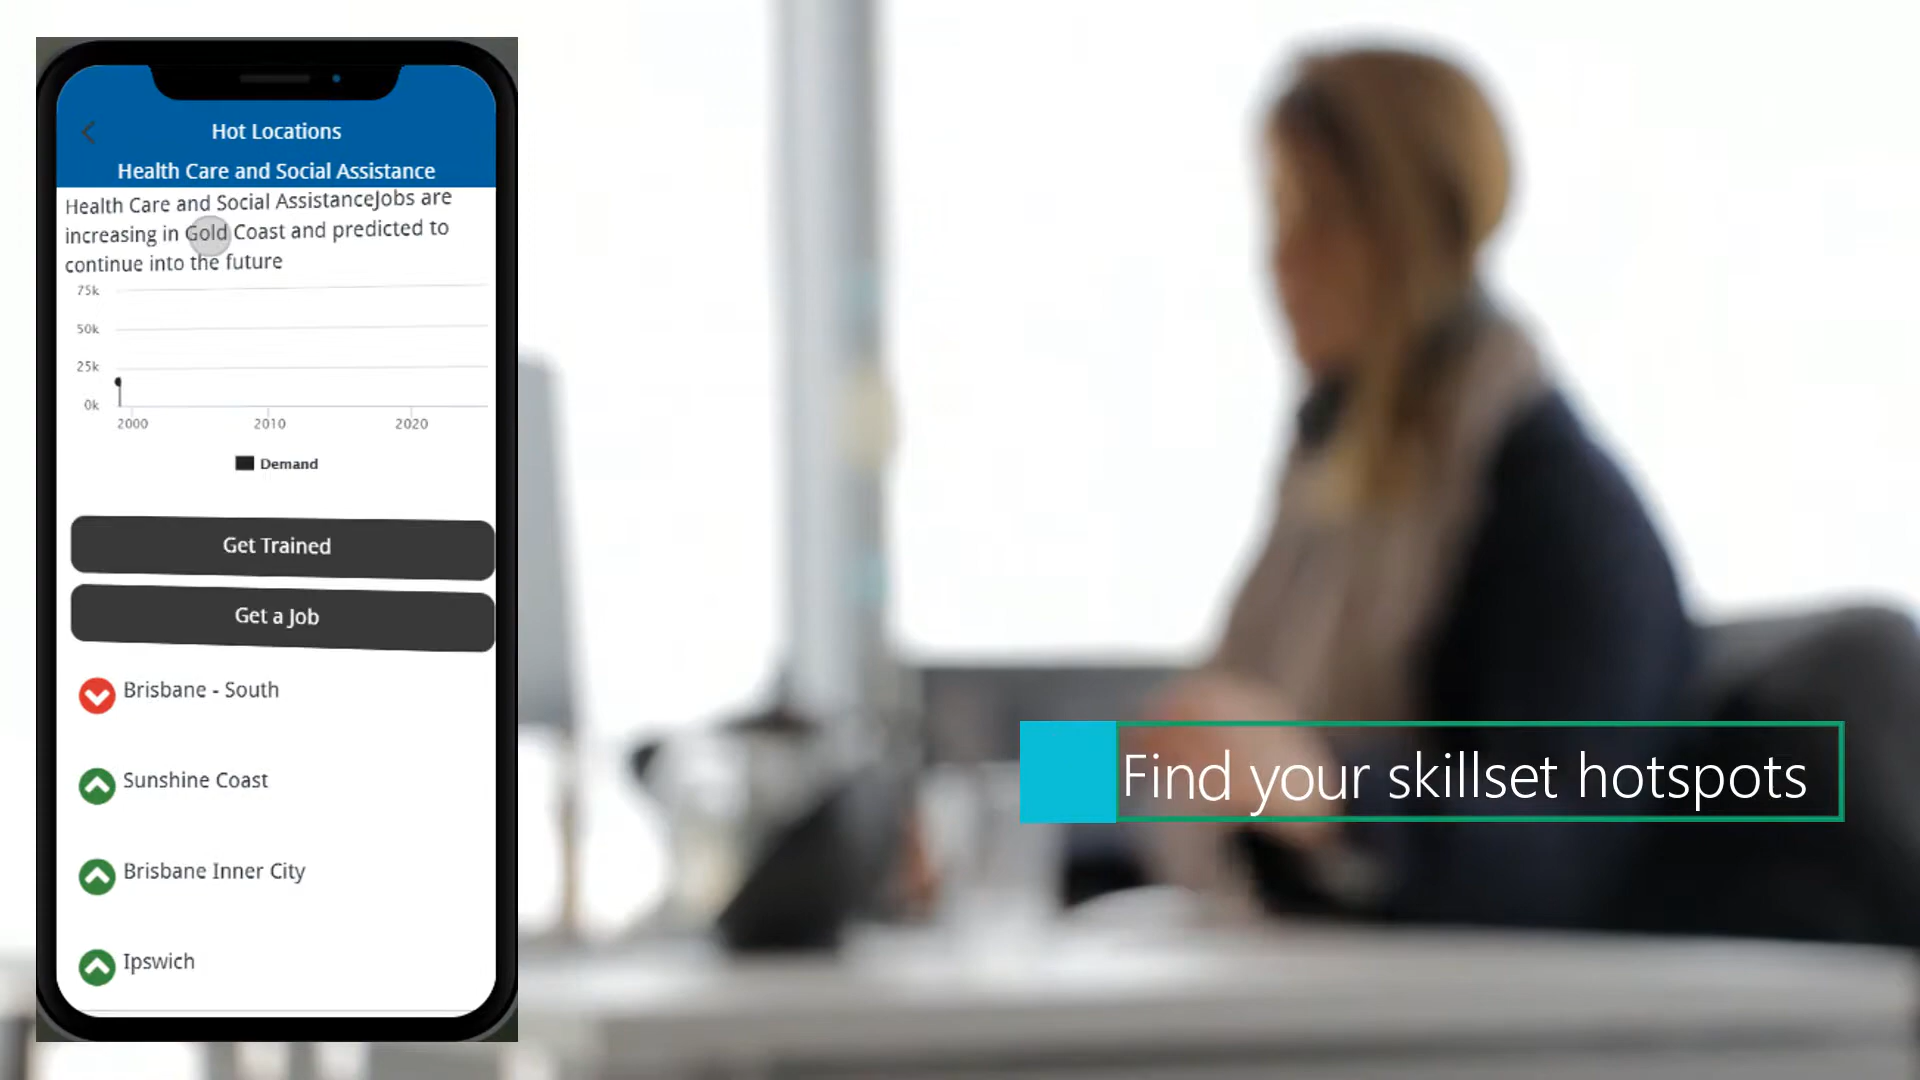 Hot Locations
Health Care and Social Assistance
Health Care and Social AssistanceJobs are
increasing in Gold Coast and predicted to
continue into the future
75k
50k
25k
0k
2000 2010 2020
Demand
Get Trained
Get a Job
Brisbane - South
Sunshine Coast
Brisbane Inner City
Ipswich
Find your skillset hotspots